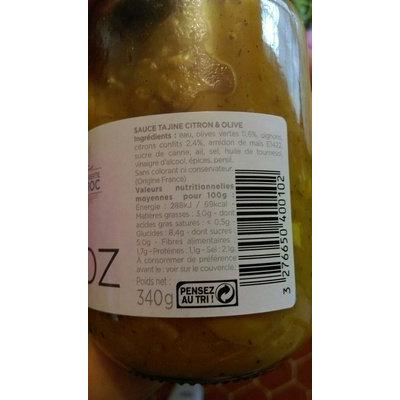 SAUCE TAJINE CITRON & OLIVE
Ingrédients : eau, olives vertes 11,6%, oignons,
citrons confits 2,4%, amidon de maïs E1422,
sucre de canne, ail, sel, huile de tournesol,
vinaigre d'alcool, épices, persil.
Sans colorant ni conservateur
(Origine France)
Valeurs nutritionnelles
moyennes pour 100g
Énergie : 288kJ / 69kcal
Matières grasses : 3,0g - dont
acides gras saturés : < 0,5g
Glucides : 8,4g - dont sucres
5,0g - Fibres alimentaires :
1,7g - Protéines : 1,1g - Sel : 2,1g
À consommer de préférence
avant le : voir sur le couvercle.
Poids net :
340g
PENSEZ
AU TRI !
3 276650 400102
OC
OZ